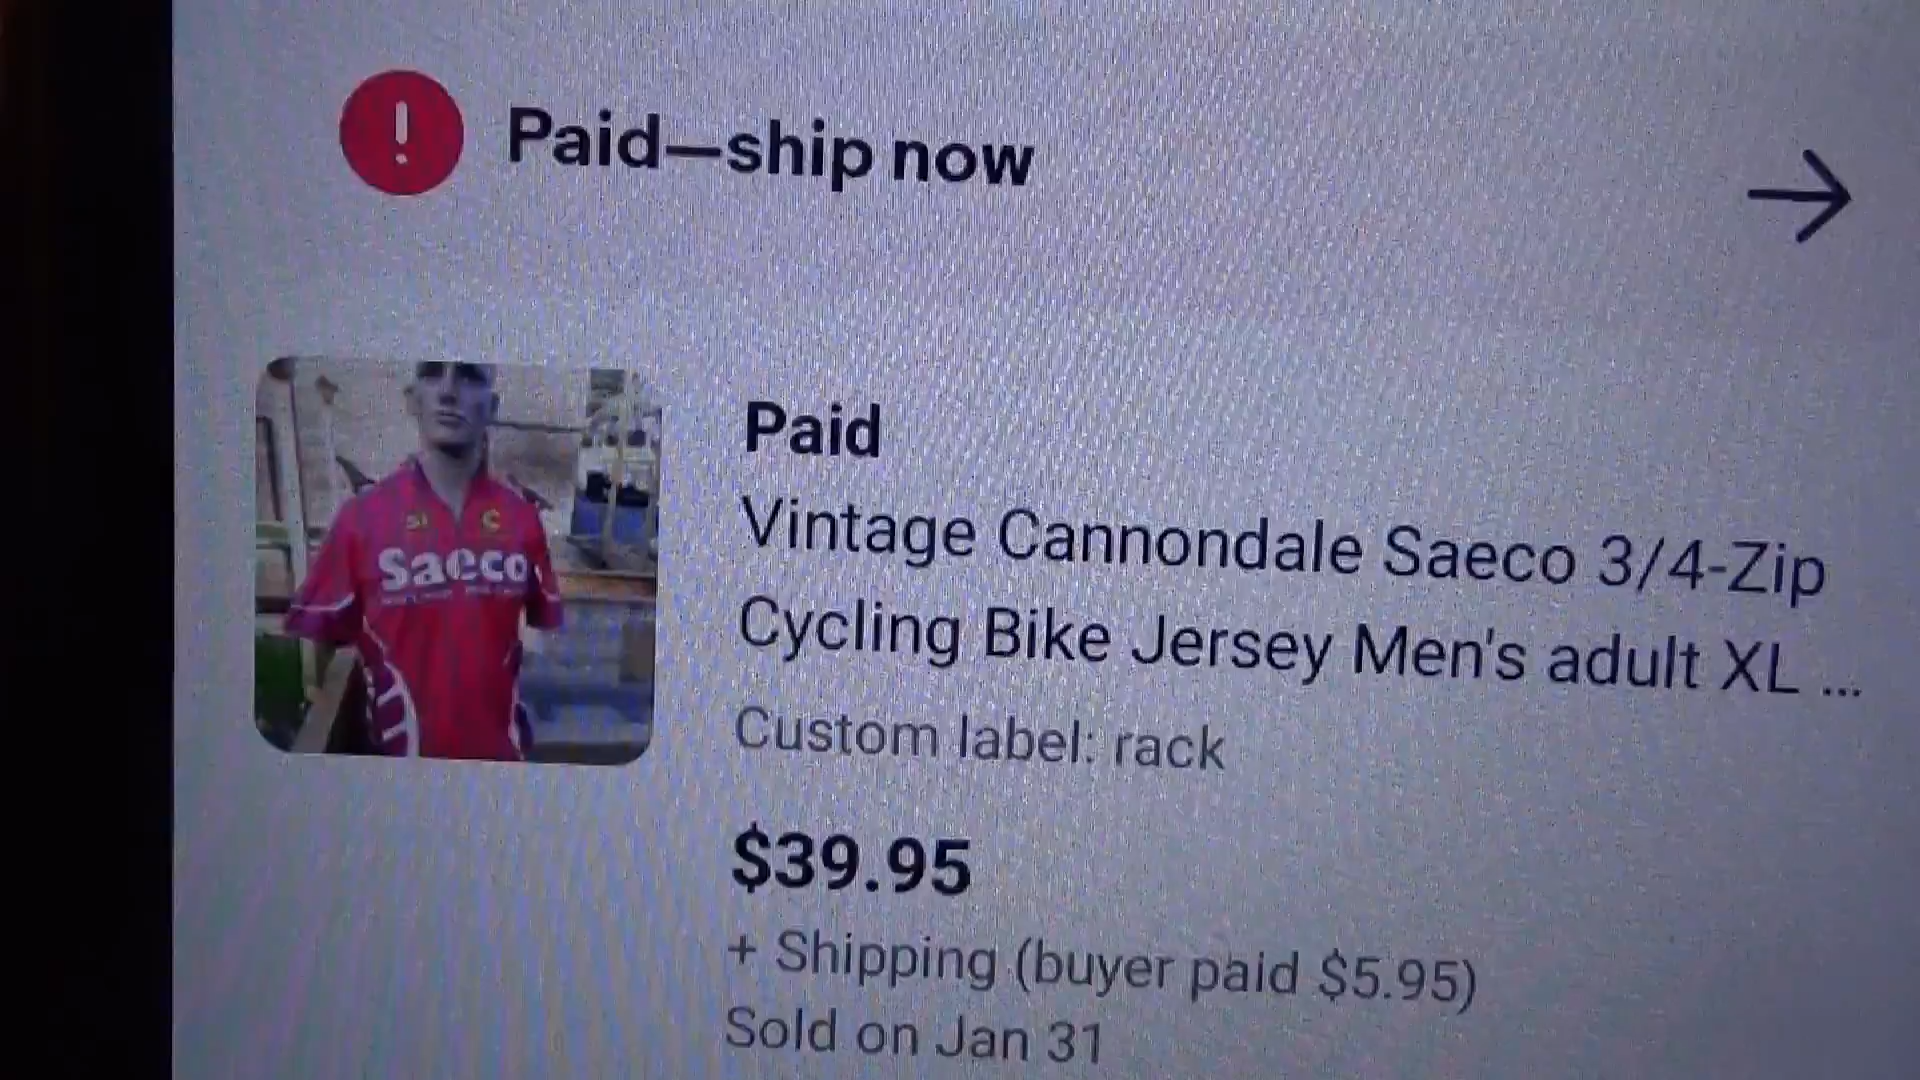 Paid—ship now
Paid
Vintage Cannondale Saeco 3/4-Zip
Cycling Bike Jersey Men's adult XL ...
Custom label: rack
$39.95
+ Shipping (buyer paid $5.95)
Sold on Jan 31
SI C
Saeco